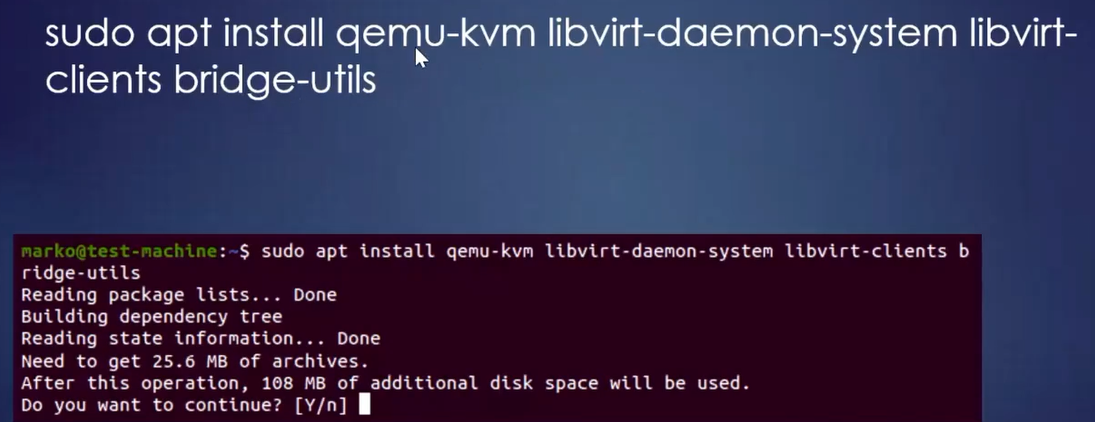 sudo apt install qemu-kvm libvirt-daemon-system libvirt-
clients bridge-utils
marko@test-machine:~$ sudo apt install qemu-kvm libvirt-daemon-system libvirt-clients b
ridge-utils
Reading package lists... Done
Building dependency tree
Reading state information... Done
Need to get 25.6 MB of archives.
After this operation, 108 MB of additional disk space will be used.
Do you want to continue? [Y/n]